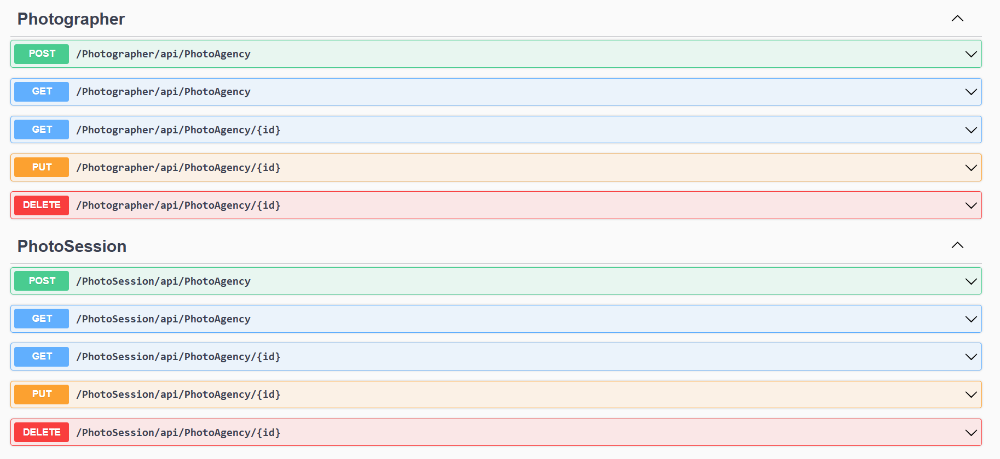 Photographer
POST /Photographer/api/PhotoAgency
GET /Photographer/api/PhotoAgency
GET /Photographer/api/PhotoAgency/{id}
PUT /Photographer/api/PhotoAgency/{id}
DELETE /Photographer/api/PhotoAgency/{id}
PhotoSession
POST /PhotoSession/api/PhotoAgency
GET /PhotoSession/api/PhotoAgency
GET /PhotoSession/api/PhotoAgency/{id}
PUT /PhotoSession/api/PhotoAgency/{id}
DELETE /PhotoSession/api/PhotoAgency/{id}